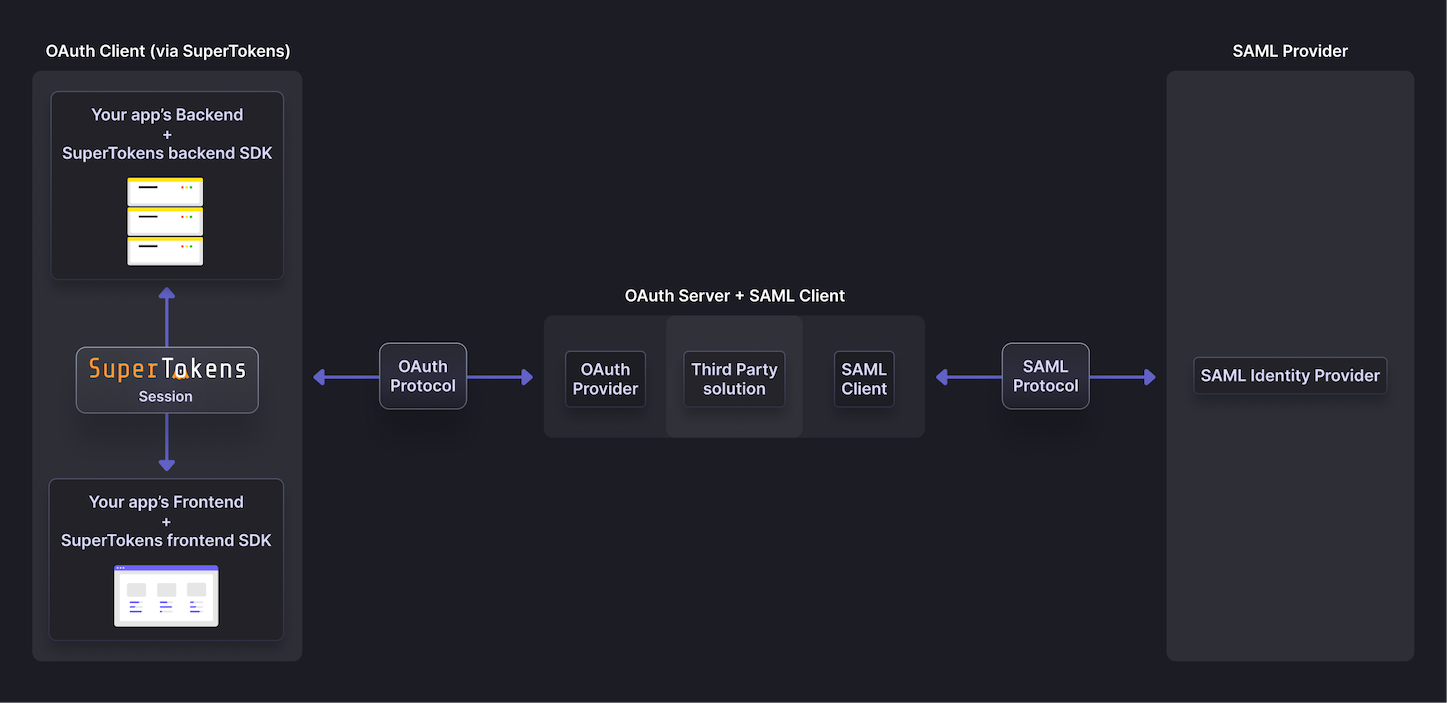 OAuth Client (via SuperTokens)
SAML Provider
Your app’s Backend
+
SuperTokens backend SDK
SuperTokens
Session
Your app’s Frontend
+
SuperTokens frontend SDK
OAuth
Protocol
OAuth Server + SAML Client
OAuth
Provider
Third Party
solution
SAML
Client
SAML
Protocol
SAML Identity Provider